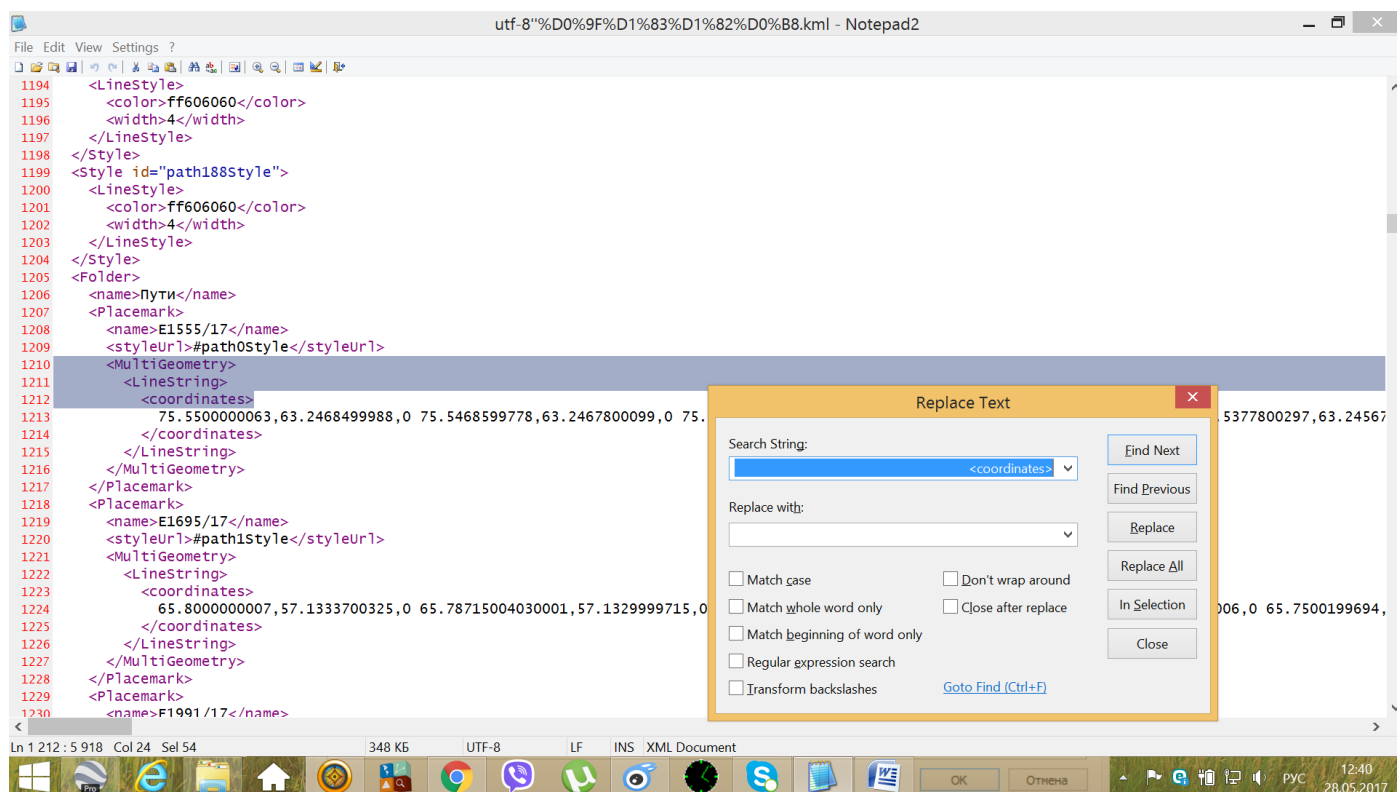 utf-8''%D0%9F%D1%83%D1%82%D0%B8.kml - Notepad2
File Edit View Settings ?
1194 <LineStyle>
1195 <color>ff606060</color>
1196 <width>4</width>
1197 </LineStyle>
1198 </Style>
1199 <Style id="path188Style">
1200 <LineStyle>
1201 <color>ff606060</color>
1202 <width>4</width>
1203 </LineStyle>
1204 </Style>
1205 <Folder>
1206 <name>Пути</name>
1207 <Placemark>
1208 <name>E1555/17</name>
1209 <styleUrl>#path0Style</styleUrl>
1210 <MultiGeometry>
1211 <LineString>
1212 <coordinates>
1213 75.5500000063,63.2468499988,0 75.5468599778,63.2467800099,0 75. .5377800297,63.24567
1214 </coordinates>
1215 </LineString>
1216 </MultiGeometry>
1217 </Placemark>
1218 <Placemark>
1219 <name>E1695/17</name>
1220 <styleUrl>#path1Style</styleUrl>
1221 <MultiGeometry>
1222 <LineString>
1223 <coordinates>
1224 65.8000000007,57.1333700325,0 65.78715004030001,57.1329999715,0 006,0 65.7500199694,
1225 </coordinates>
1226 </LineString>
1227 </MultiGeometry>
1228 </Placemark>
1229 <Placemark>
1230 <name>E1991/17</name>
Replace Text
Search String:
<coordinates>
Replace with:
Match case
Match whole word only
Match beginning of word only
Regular expression search
Transform backslashes
Don't wrap around
Close after replace
Goto Find (Ctrl+F)
Find Next
Find Previous
Replace
Replace All
In Selection
Close
Ln 1 212 : 5 918 Col 24 Sel 54 348 КБ UTF-8 LF INS XML Document
Pro
OK
Отмена
РУС
12:40
28.05.2017